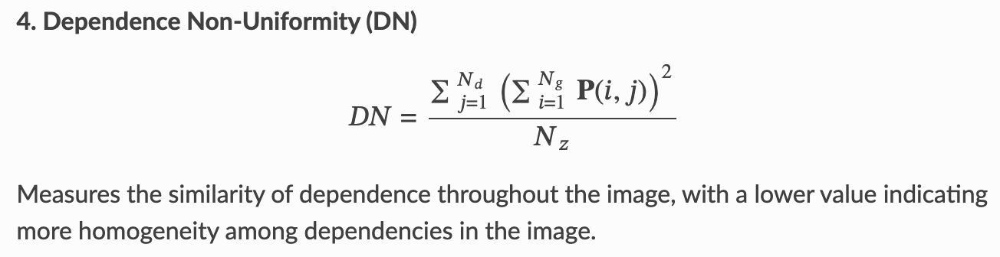 4. Dependence Non-Uniformity (DN)
DN = \frac{\sum_{j=1}^{N_d} \left(\sum_{i=1}^{N_g} \mathbf{P}(i, j)\right)^2}{N_z}
Measures the similarity of dependence throughout the image, with a lower value indicating
more homogeneity among dependencies in the image.